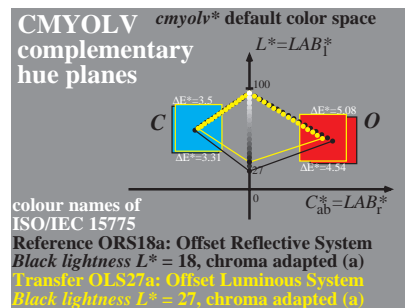 CMYOLV
complementary
hue planes
cmyolv* default color space
L*=LAB*l
100
ΔE*=3.5
ΔE*=5.08
C
O
ΔE*=3.31
ΔE*=4.54
27
0
C*ab=LAB*r
colour names of
ISO/IEC 15775
Reference ORS18a: Offset Reflective System
Black lightness L* = 18, chroma adapted (a)
Transfer OLS27a: Offset Luminous System
Black lightness L* = 27, chroma adapted (a)